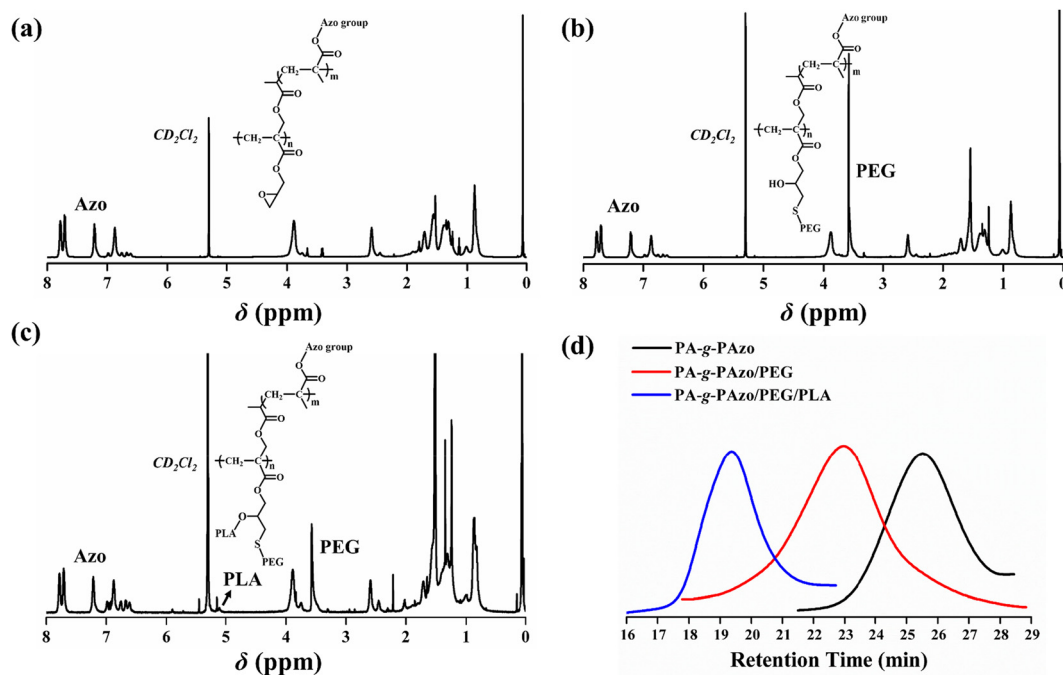 (a)
Azo group
O
O
CH₂
C
m
O
O
CD₂Cl₂
CH₂
C
n
O
O
O
Azo
8 7 6 5 4 3 2 1 0
δ (ppm)
(b)
Azo group
O
O
CH₂
C
m
O
O
CD₂Cl₂
CH₂
C
n
O
O
HO
S
PEG
PEG
Azo
8 7 6 5 4 3 2 1 0
δ (ppm)
(c)
Azo group
O
O
CH₂
C
m
O
O
CD₂Cl₂
CH₂
C
n
O
O
PLA
O
S
PEG
PEG
Azo
PLA
8 7 6 5 4 3 2 1 0
δ (ppm)
(d)
PA-g-PAzo
PA-g-PAzo/PEG
PA-g-PAzo/PEG/PLA
16 17 18 19 20 22 23 24 25 26 28 29
Retention Time (min)